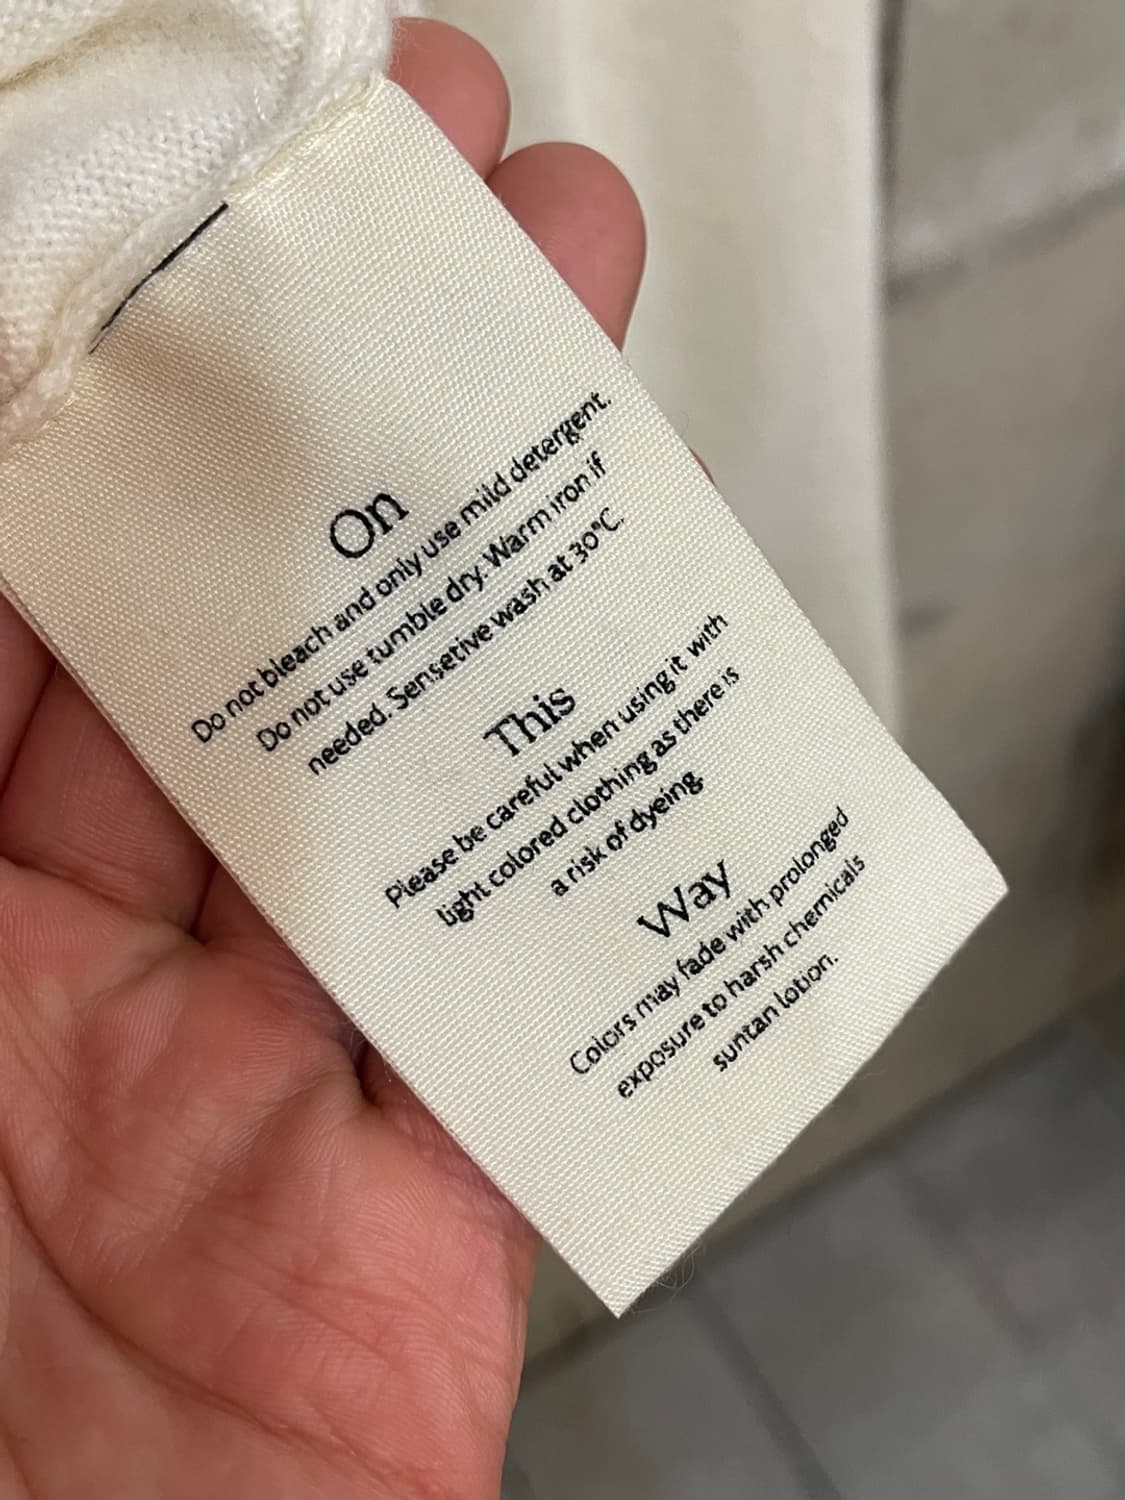 On
Do not bleach and only use mild detergent.
Do not use tumble dry. Warm iron if
needed. Sensetive wash at 30°C.
This
Please be careful when using it with
light colored clothing as there is
a risk of dyeing.
Way
Colors may fade with prolonged
exposure to harsh chemicals
suntan lotion.